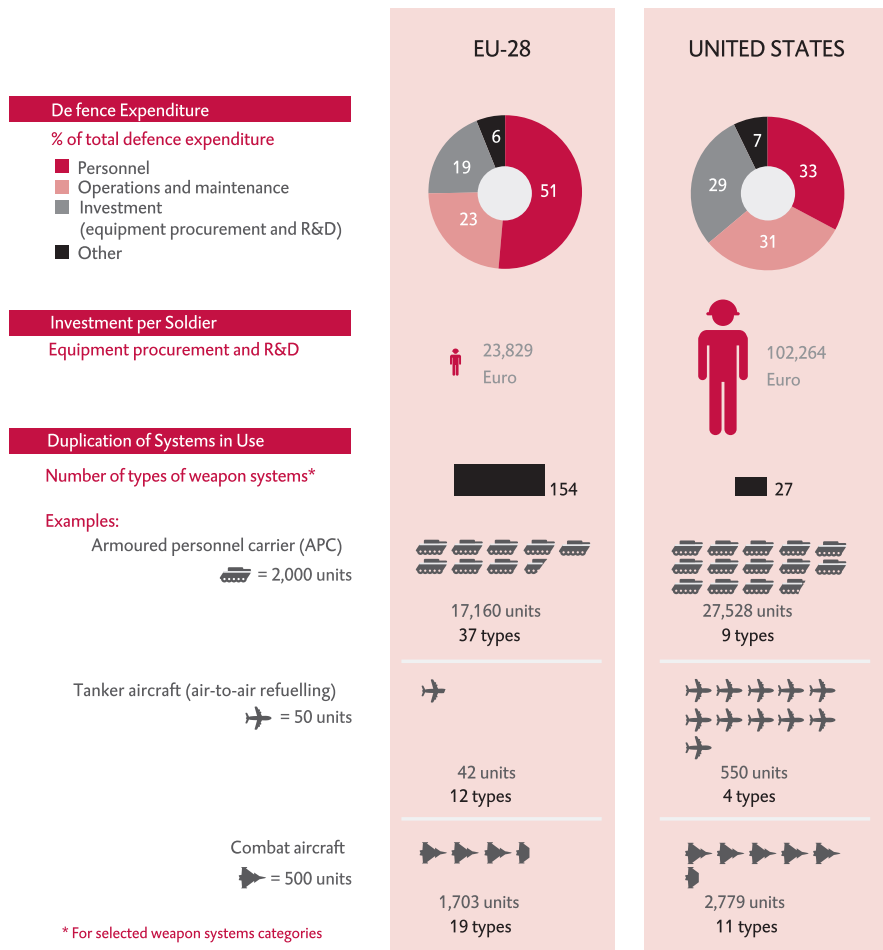 EU-28
UNITED STATES
De fence Expenditure
% of total defence expenditure
Personnel
Operations and maintenance
Investment
(equipment procurement and R&D)
Other
6
19
51
23
7
33
29
31
Investment per Soldier
Equipment procurement and R&D
23,829
Euro
102,264
Euro
Duplication of Systems in Use
Number of types of weapon systems*
154
27
Examples:
Armoured personnel carrier (APC)
= 2,000 units
17,160 units
37 types
27,528 units
9 types
Tanker aircraft (air-to-air refuelling)
= 50 units
42 units
12 types
550 units
4 types
Combat aircraft
= 500 units
1,703 units
19 types
2,779 units
11 types
* For selected weapon systems categories